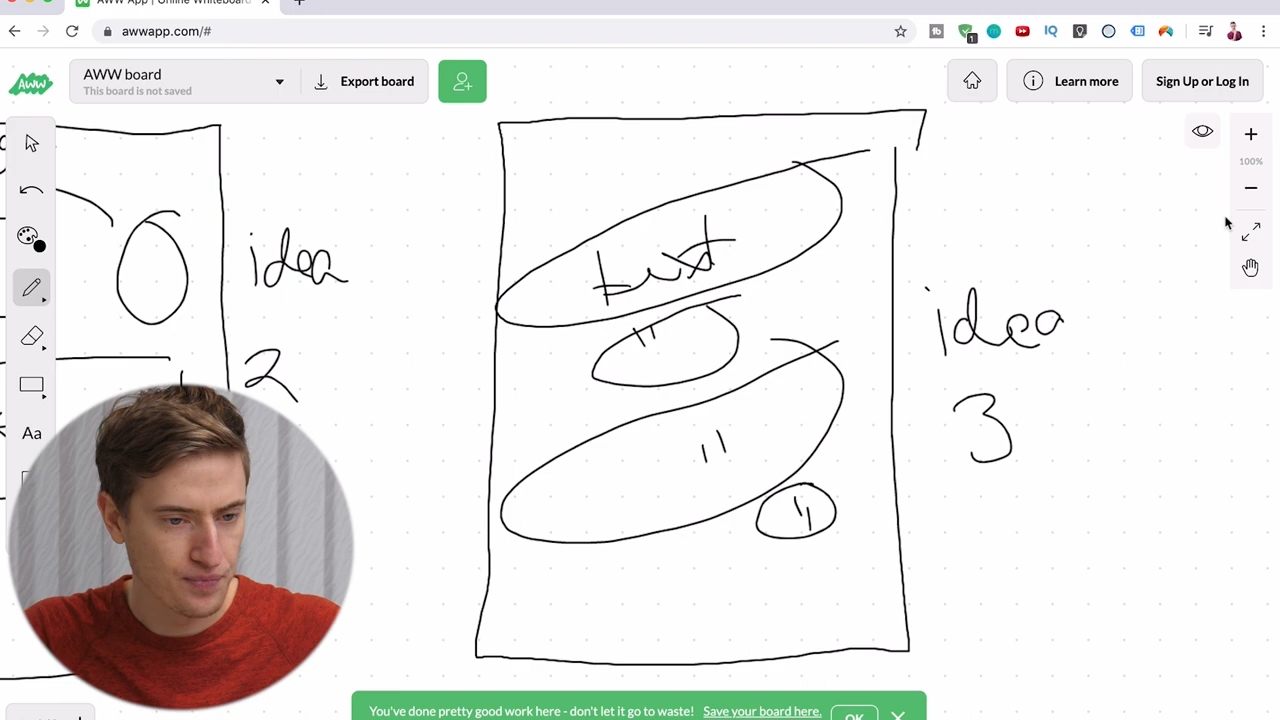 AWW App | Online Whiteboard
awwapp.com/#
1
AWW
AWW board
This board is not saved
Export board
Learn more
Sign Up or Log In
100%
Aa
idea
2
text
"
"
"
idea
3
You've done pretty good work here - don't let it go to waste! Save your board here.
OK